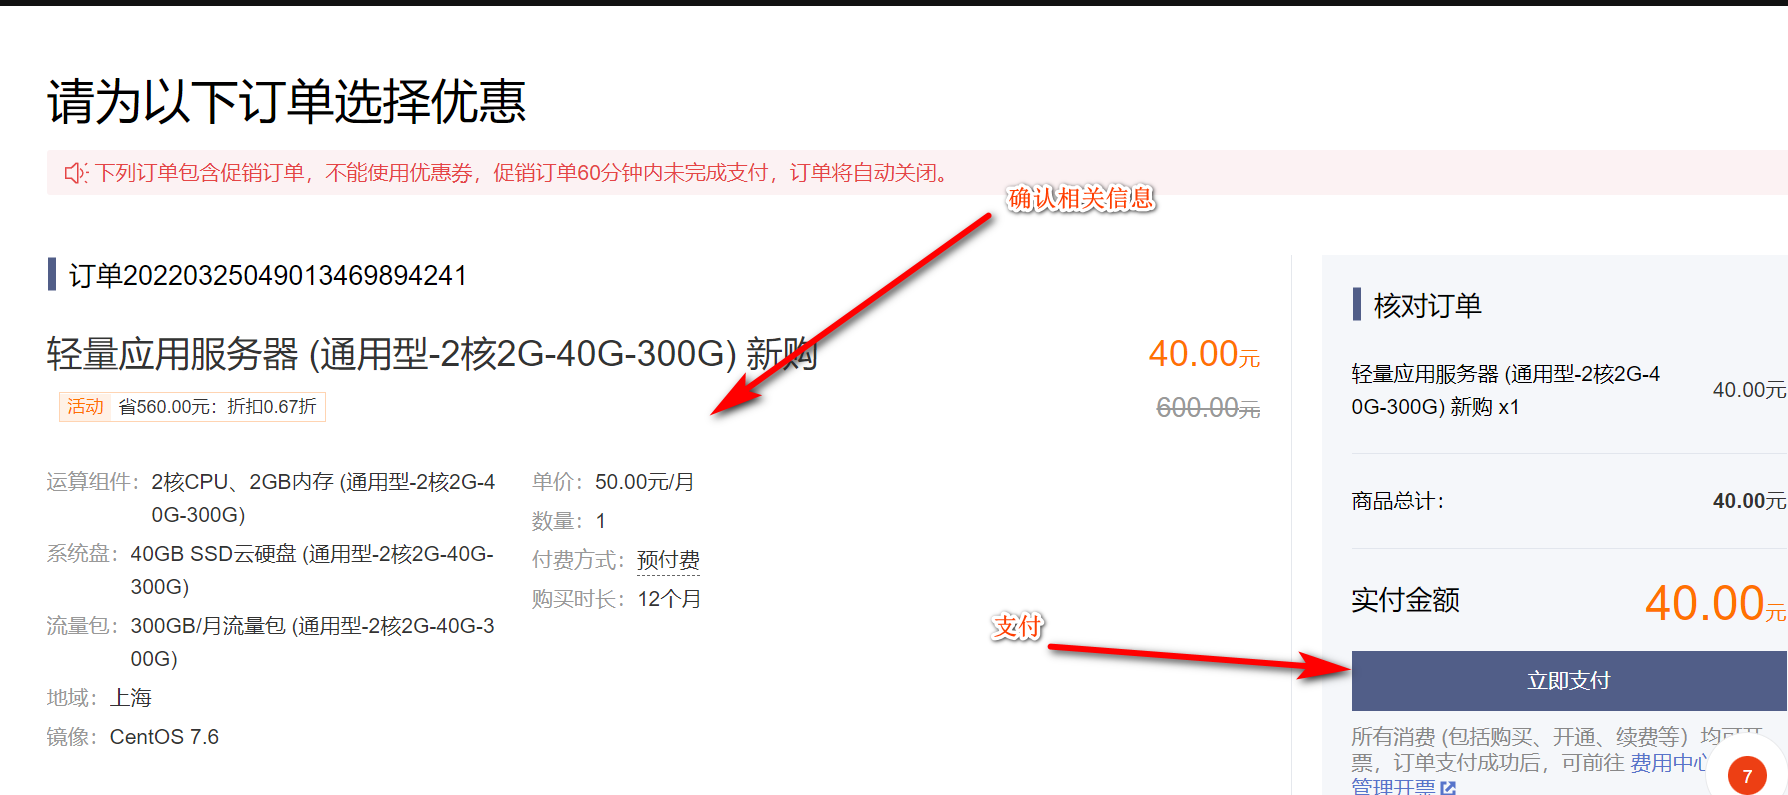 请为以下订单选择优惠
下列订单包含促销订单，不能使用优惠券，促销订单60分钟内未完成支付，订单将自动关闭。
确认相关信息
订单20220325049013469894241
轻量应用服务器 (通用型-2核2G-40G-300G) 新购
40.00元
活动 省560.00元：折扣0.67折
600.00元
运算组件： 2核CPU、2GB内存 (通用型-2核2G-4
0G-300G)
系统盘： 40GB SSD云硬盘 (通用型-2核2G-40G-
300G)
流量包： 300GB/月流量包 (通用型-2核2G-40G-3
00G)
地域： 上海
镜像： CentOS 7.6
单价： 50.00元/月
数量： 1
付费方式： 预付费
购买时长： 12个月
核对订单
轻量应用服务器 (通用型-2核2G-4
0G-300G) 新购 x1
40.00元
商品总计：
40.00元
实付金额
40.00元
支付
立即支付
所有消费 (包括购买、开通、续费等）均可开
票，订单支付成功后，可前往 费用中心
管理开票
7